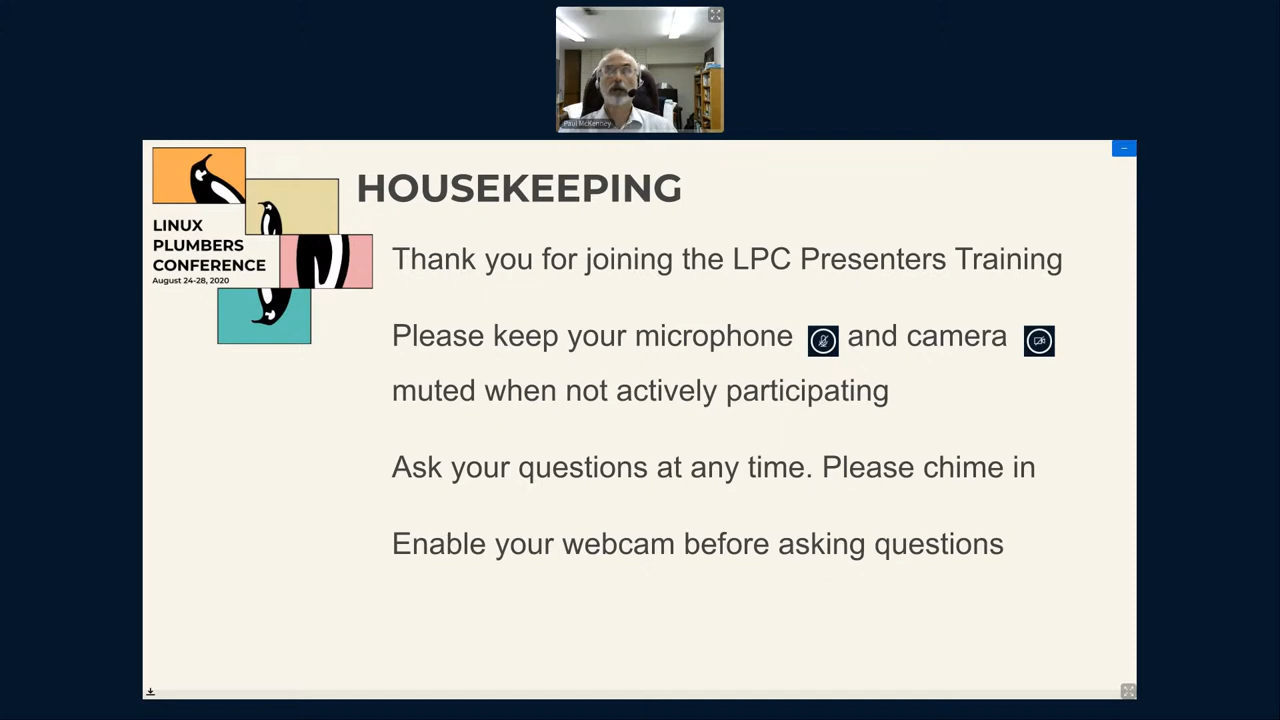 Paul McKenney
HOUSEKEEPING
LINUX
PLUMBERS
CONFERENCE
August 24-28, 2020
Thank you for joining the LPC Presenters Training
Please keep your microphone and camera
muted when not actively participating
Ask your questions at any time. Please chime in
Enable your webcam before asking questions